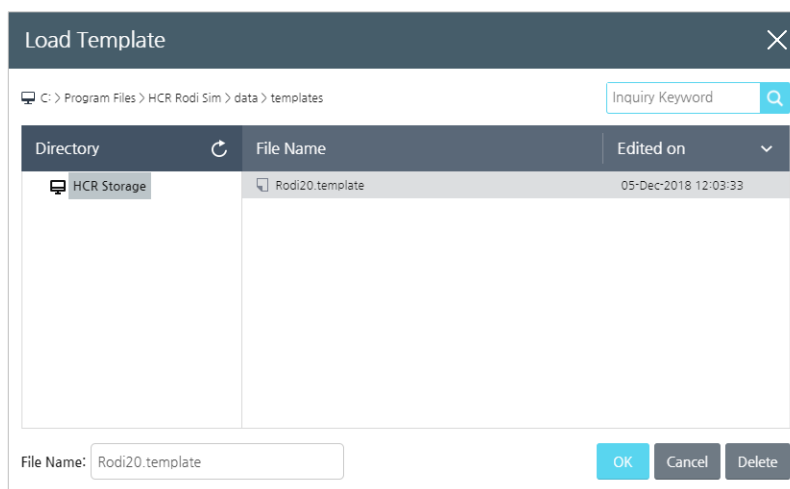 Load Template
C: > Program Files > HCR Rodi Sim > data > templates
Inquiry Keyword
Directory File Name Edited on
HCR Storage Rodi20.template 05-Dec-2018 12:03:33
File Name: Rodi20.template OK Cancel Delete